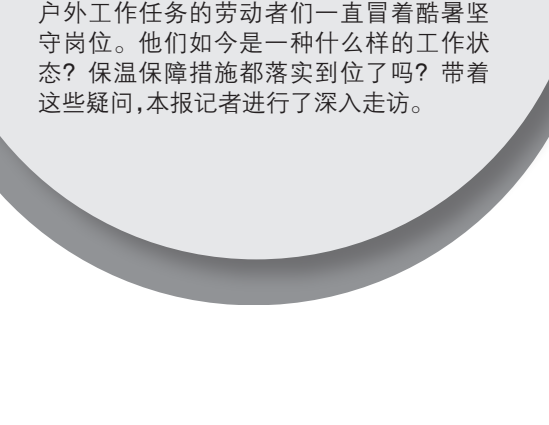 户外工作任务的劳动者们一直冒着酷暑坚
守岗位。他们如今是一种什么样的工作状
态？保温保障措施都落实到位了吗？带着
这些疑问,本报记者进行了深入走访。